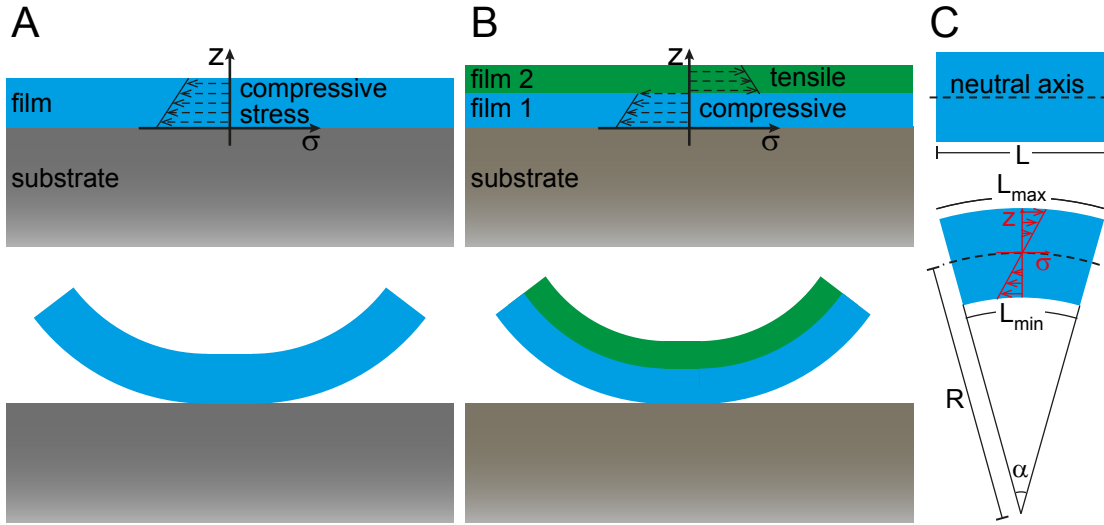 A
z
film
compressive
stress
σ
substrate
B
z
film 2
tensile
film 1
compressive
σ
substrate
C
neutral axis
L
Lmax
z
σ
Lmin
R
α